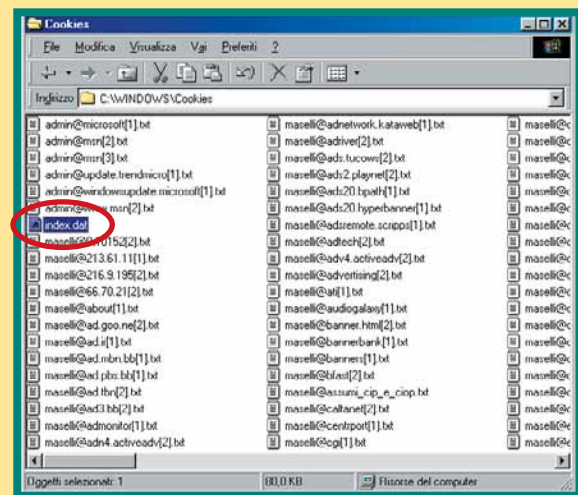 Cookies
File Modifica Visualizza Vai Preferiti ?
Indirizzo C:\WINDOWS\Cookies
admin@microsoft[1].txt
admin@msn[2].txt
admin@msn[3].txt
admin@update.trendmicro[1].txt
admin@windowsupdate.microsoft[1].txt
admin@www.msn[2].txt
index.dat
maselli@213.61.11[1].txt
maselli@216.9.195[2].txt
maselli@66.70.21[2].txt
maselli@about[1].txt
maselli@ad.goo.ne[2].txt
maselli@ad.ir[1].txt
maselli@ad.mbn.bb[1].txt
maselli@ad.pbs.bb[1].txt
maselli@ad.tbn[2].txt
maselli@ad3.bb[2].txt
maselli@admonitor[1].txt
maselli@adn4.activeadv[2].txt
maselli@adnetwork.kataweb[1].txt
maselli@adriver[2].txt
maselli@ads.tucows[2].txt
maselli@ads2.playnet[2].txt
maselli@ads20.bpath[1].txt
maselli@ads20.hyperbanner[1].txt
maselli@adsremote.scripps[1].txt
maselli@adtech[2].txt
maselli@adv4.activeadv[2].txt
maselli@advertising[2].txt
maselli@ati[1].txt
maselli@audiogalaxy[1].txt
maselli@banner.html[2].txt
maselli@bannerbank[1].txt
maselli@banners[1].txt
maselli@bfast[2].txt
maselli@assumi_cip_e_ciop.txt
maselli@caltanet[2].txt
maselli@centrport[1].txt
maselli@cgi[1].txt
Oggetti selezionati: 1 80,0 KB Risorse del computer